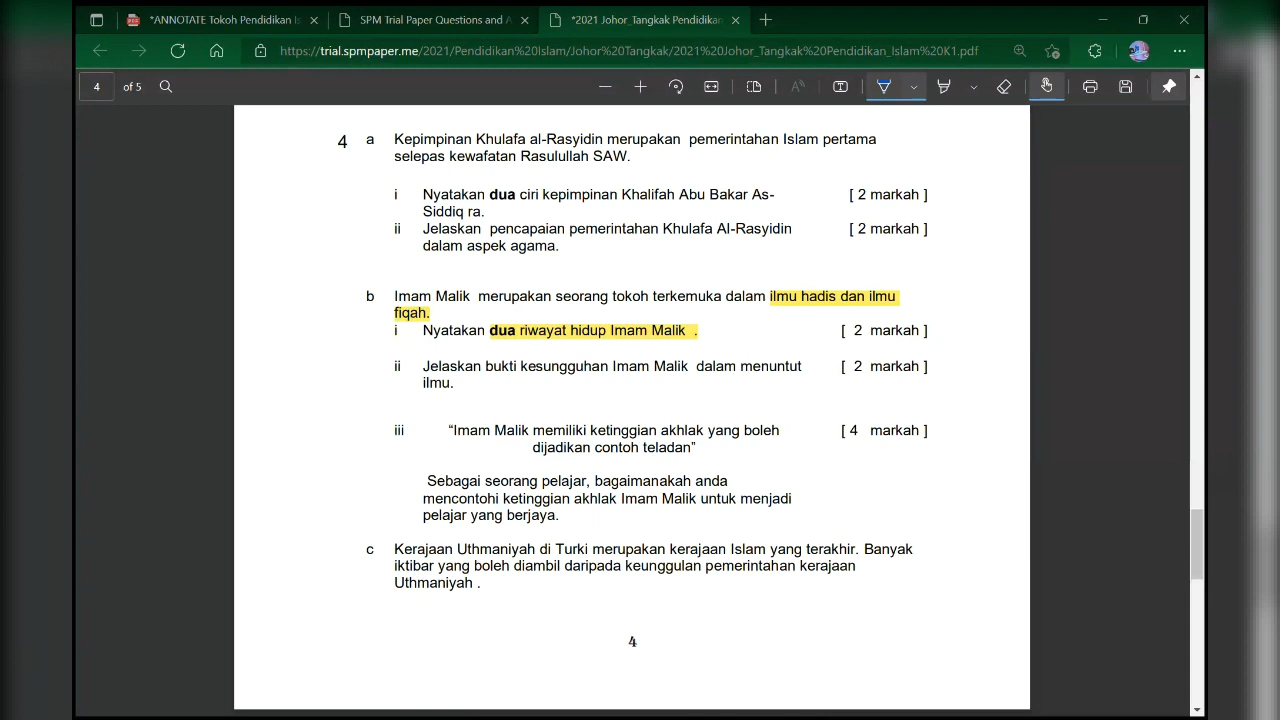 *ANNOTATE Tokoh Pendidikan Is
SPM Trial Paper Questions and A
*2021 Johor_Tangkak Pendidikan
https://trial.spmpaper.me/2021/Pendidikan%20Islam/Johor%20Tangkak/2021%20Johor_Tangkak%20Pendidikan_Islam%20K1.pdf
4 of 5
4 a Kepimpinan Khulafa al-Rasyidin merupakan pemerintahan Islam pertama
selepas kewafatan Rasulullah SAW.
i Nyatakan dua ciri kepimpinan Khalifah Abu Bakar As- [ 2 markah ]
Siddiq ra.
ii Jelaskan pencapaian pemerintahan Khulafa Al-Rasyidin [ 2 markah ]
dalam aspek agama.
b Imam Malik merupakan seorang tokoh terkemuka dalam ilmu hadis dan ilmu
fiqah.
i Nyatakan dua riwayat hidup Imam Malik . [ 2 markah ]
ii Jelaskan bukti kesungguhan Imam Malik dalam menuntut [ 2 markah ]
ilmu.
iii “Imam Malik memiliki ketinggian akhlak yang boleh [ 4 markah ]
dijadikan contoh teladan”
Sebagai seorang pelajar, bagaimanakah anda
mencontohi ketinggian akhlak Imam Malik untuk menjadi
pelajar yang berjaya.
c Kerajaan Uthmaniyah di Turki merupakan kerajaan Islam yang terakhir. Banyak
iktibar yang boleh diambil daripada keunggulan pemerintahan kerajaan
Uthmaniyah .
4